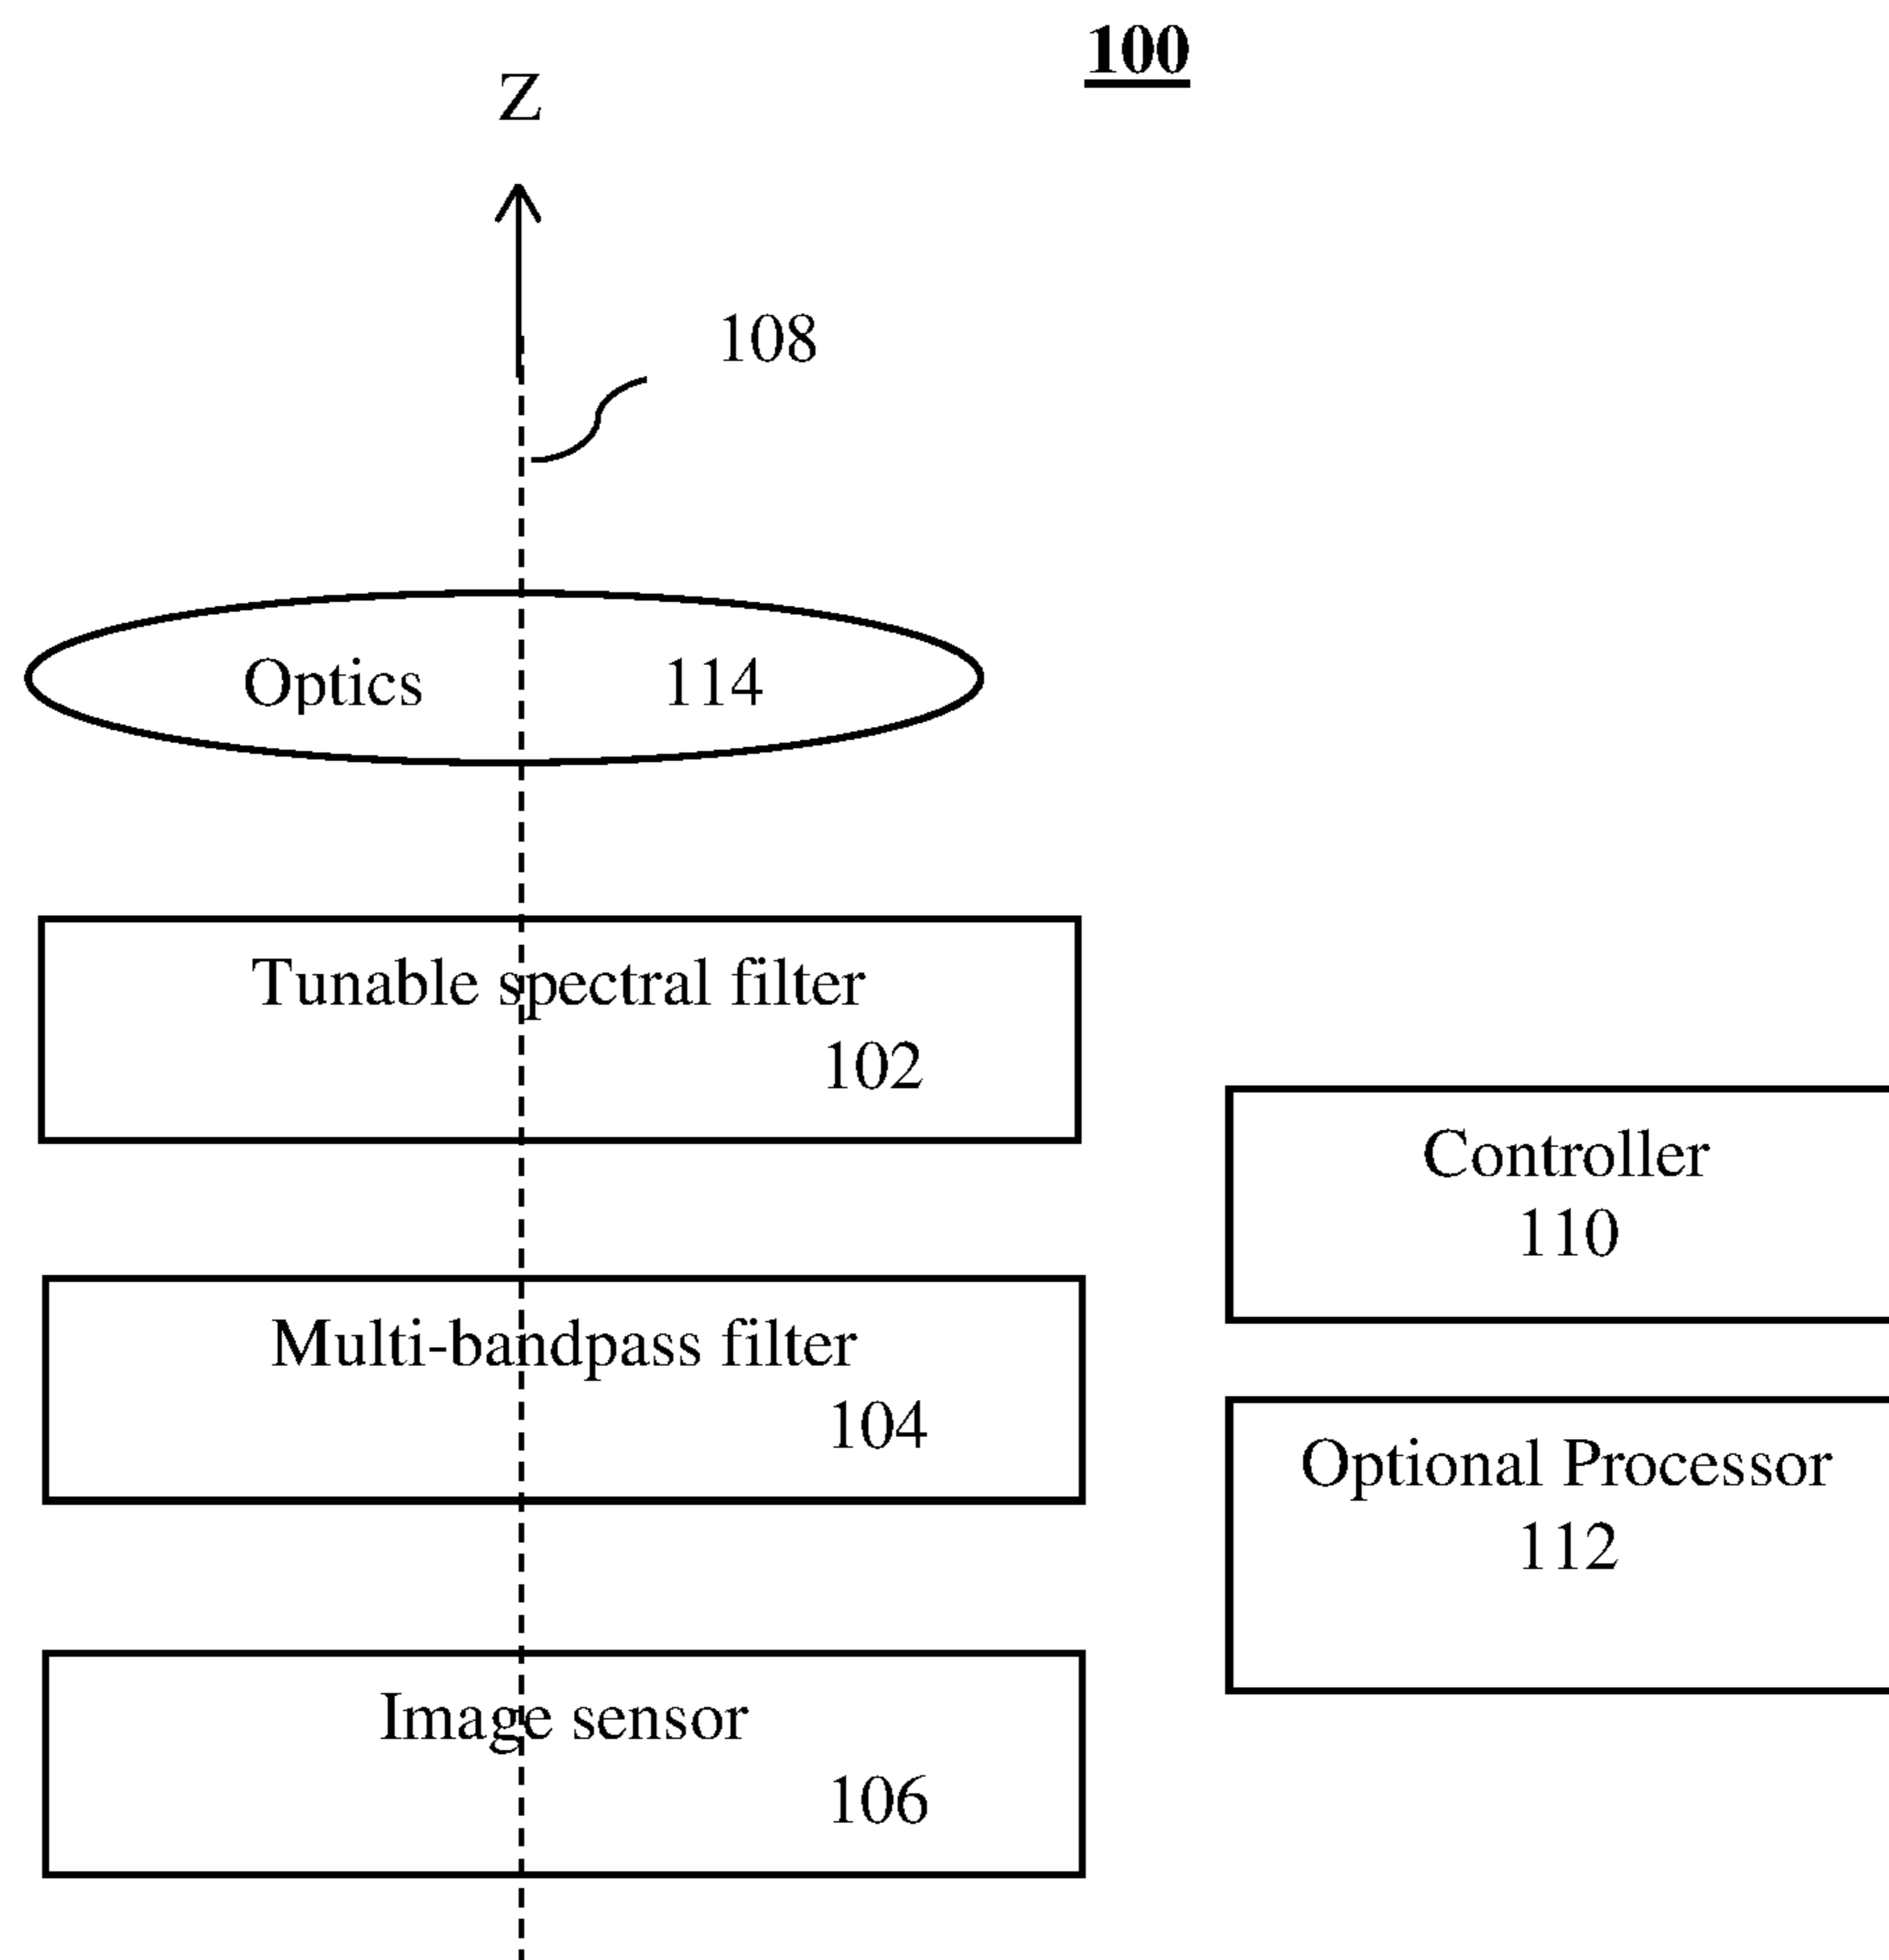 100
Z
108
Optics 114
Tunable spectral filter
102
Controller
110
Multi-bandpass filter
104
Optional Processor
112
Image sensor
106